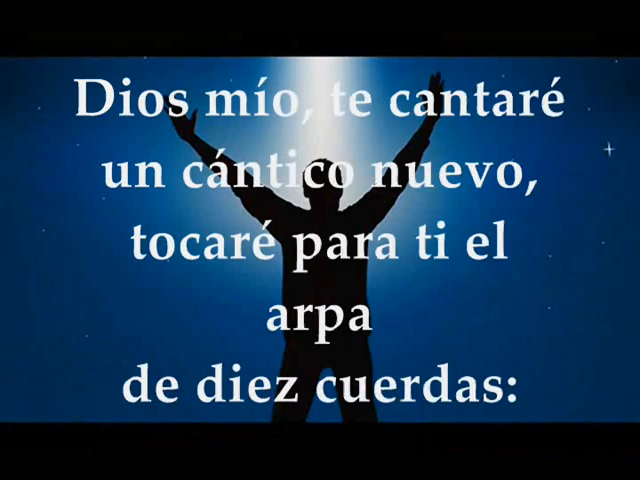 Dios mío, te cantaré
un cántico nuevo,
tocaré para ti el
arpa
de diez cuerdas: